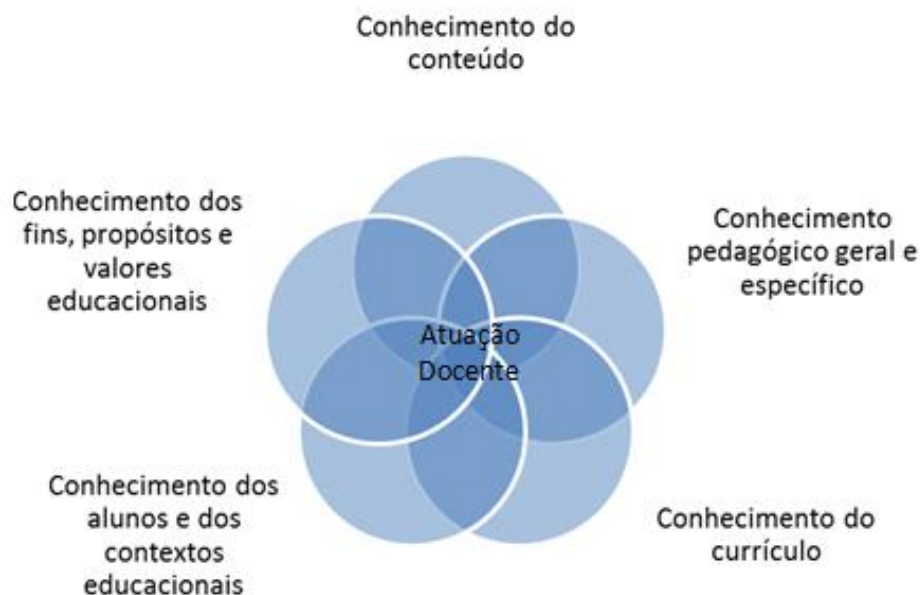 Conhecimento do
conteúdo
Conhecimento dos
fins, propósitos e
valores
educacionais
Conhecimento
pedagógico geral e
específico
Atuação
Docente
Conhecimento dos
alunos e dos
contextos
educacionais
Conhecimento do
currículo